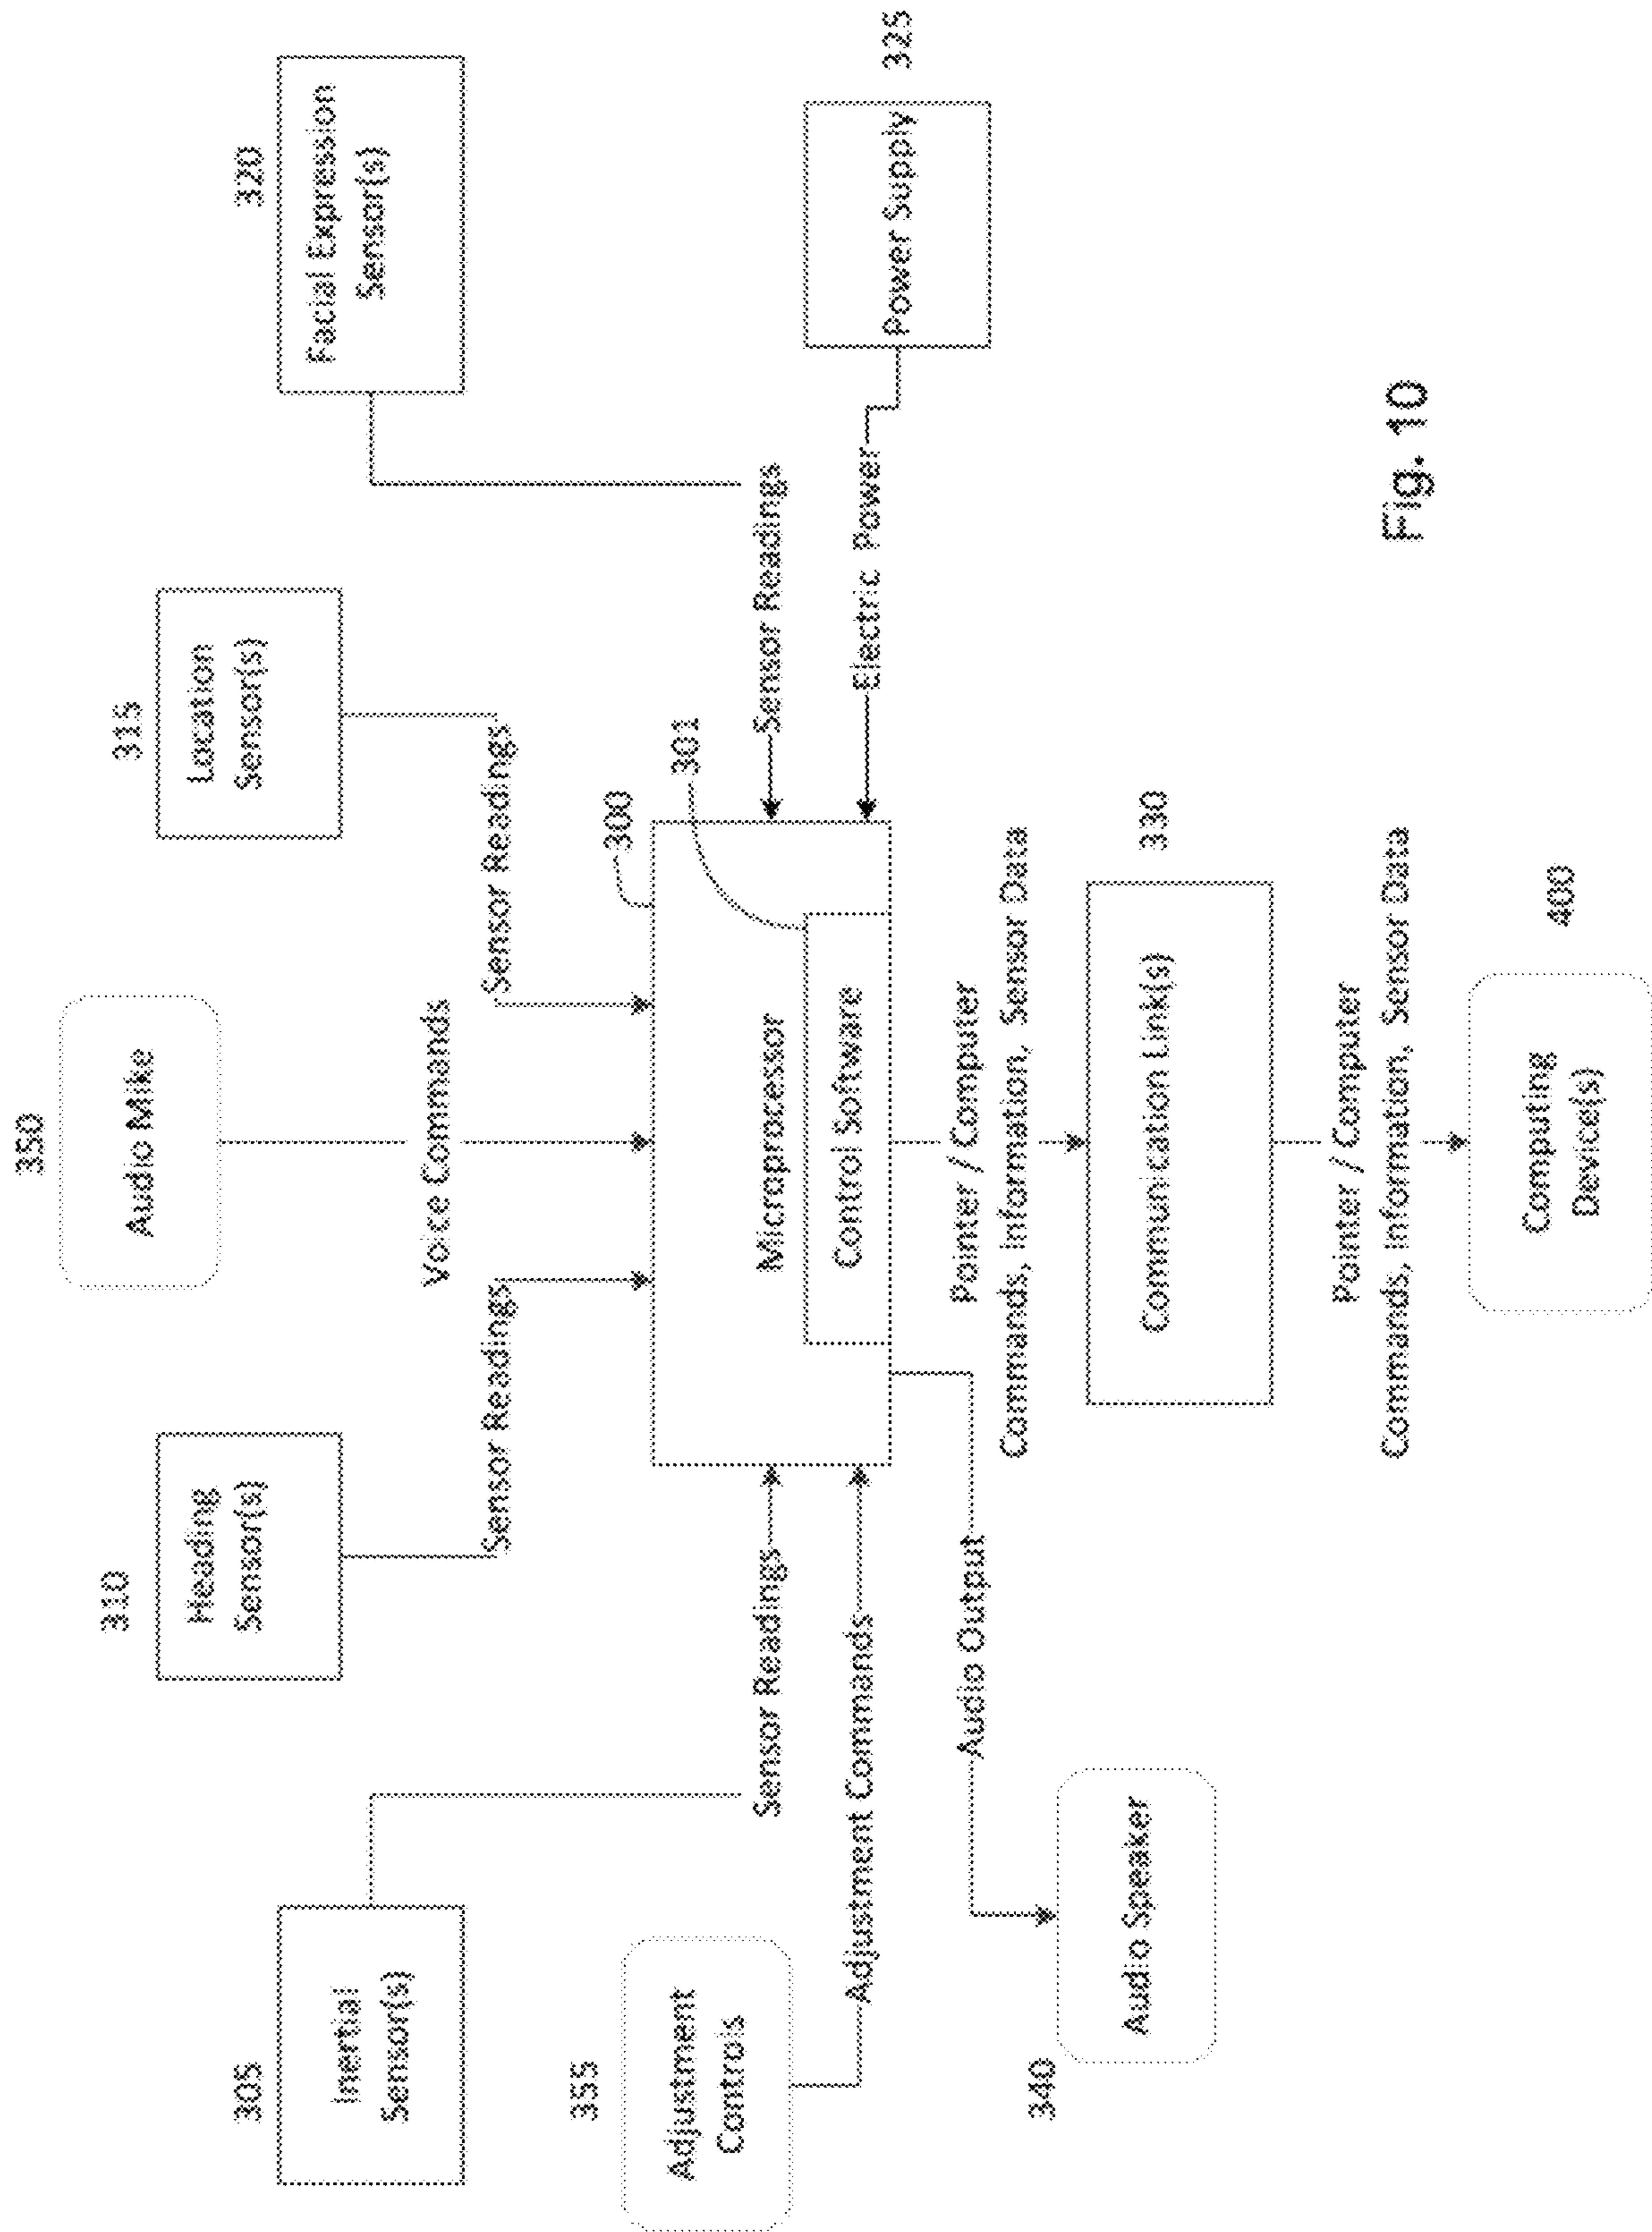 350
Audio Mike
310
Heading
Sensor(s)
315
Location
Sensor(s)
305
Inertial
Sensor(s)
320
Facial Expression
Sensor(s)
Voice Commands
Sensor Readings
Sensor Readings
300
301
355
Adjustment
Controls
Sensor Readings
Microprocessor
Sensor Readings
Adjustment Commands
Control Software
Electric Power
Power Supply
325
Audio Output
Pointer / Computer
Commands, Information, Sensor Data
340
Audio Speaker
Communication Link(s)
330
Pointer / Computer
Commands, Information, Sensor Data
Computing
Device(s)
400
Fig. 10